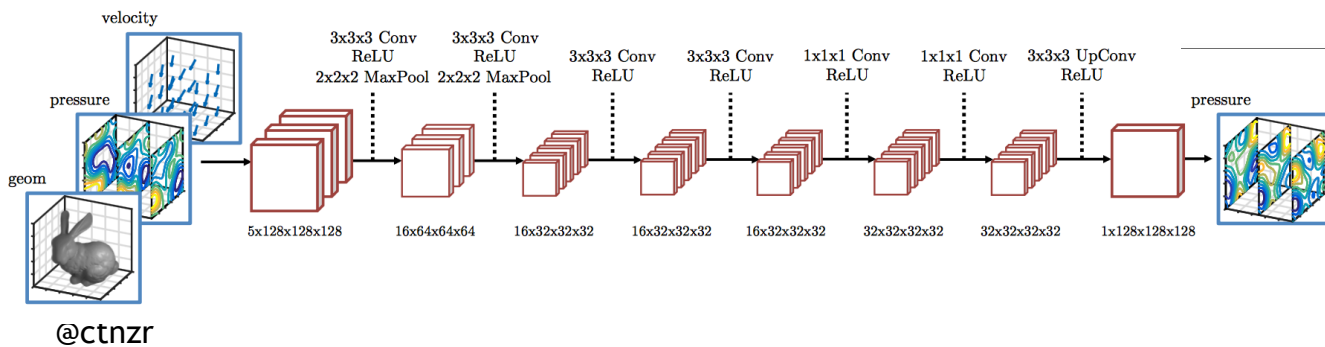 velocity
pressure
geom
3x3x3 Conv
ReLU
2x2x2 MaxPool
3x3x3 Conv
ReLU
2x2x2 MaxPool
3x3x3 Conv
ReLU
3x3x3 Conv
ReLU
1x1x1 Conv
ReLU
1x1x1 Conv
ReLU
3x3x3 UpConv
ReLU
pressure
5x128x128x128
16x64x64x64
16x32x32x32
16x32x32x32
16x32x32x32
32x32x32x32
32x32x32x32
1x128x128x128
@ctnzr